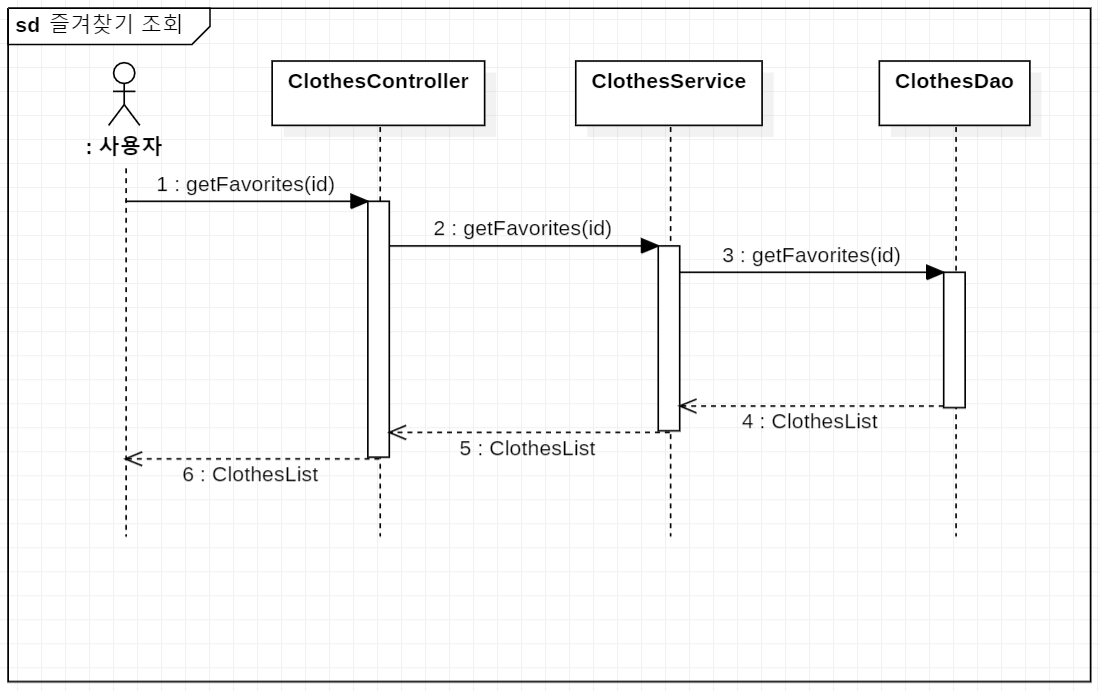 sd 즐겨찾기 조회
ClothesController
ClothesService
ClothesDao
: 사용자
1 : getFavorites(id)
2 : getFavorites(id)
3 : getFavorites(id)
4 : ClothesList
5 : ClothesList
6 : ClothesList